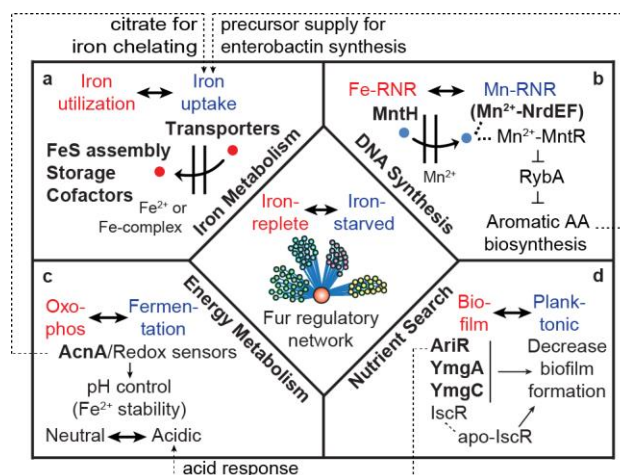 citrate for
iron chelating
precursor supply for
enterobactin synthesis
a
Iron
utilization
Iron
uptake
Transporters
FeS assembly
Storage
Cofactors
Fe²⁺ or
Fe-complex
Iron Metabolism
b
Fe-RNR
Mn-RNR
MntH
(Mn²⁺-NrdEF)
Mn²⁺-MntR
Mn²⁺
RybA
Aromatic AA
biosynthesis
DNA Synthesis
Iron-
replete
Iron-
starved
Fur regulatory
network
c
Oxo-
phos
Fermen-
tation
AcnA/Redox sensors
pH control
(Fe²⁺ stability)
Neutral
Acidic
Energy Metabolism
d
Bio-
film
Plank-
tonic
AriR
YmgA
YmgC
IscR
Decrease
biofilm
formation
apo-IscR
Nutrient Search
acid response